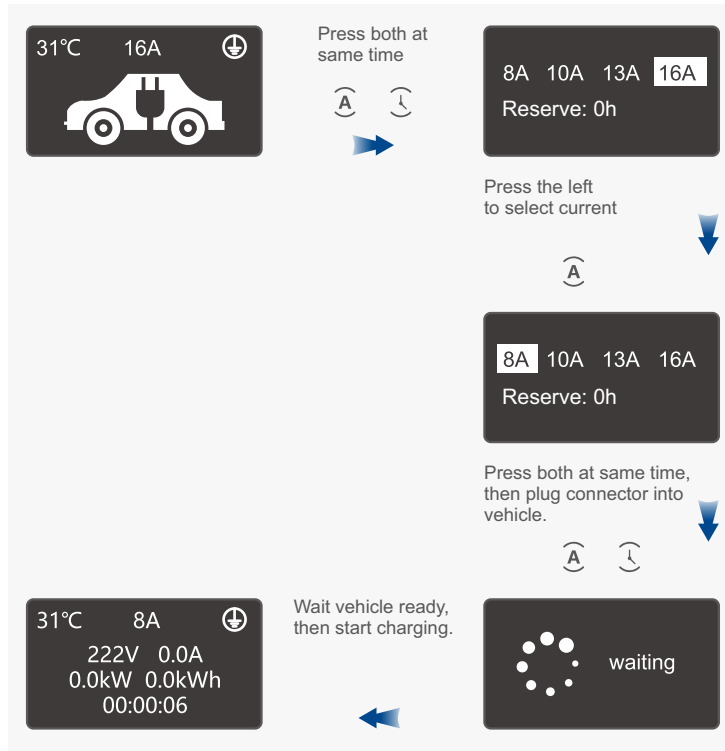 31℃ 16A
Press both at
same time
A
8A 10A 13A 16A
Reserve: 0h
Press the left
to select current
A
8A 10A 13A 16A
Reserve: 0h
Press both at same time,
then plug connector into
vehicle.
A
waiting
Wait vehicle ready,
then start charging.
31℃ 8A
222V 0.0A
0.0kW 0.0kWh
00:00:06